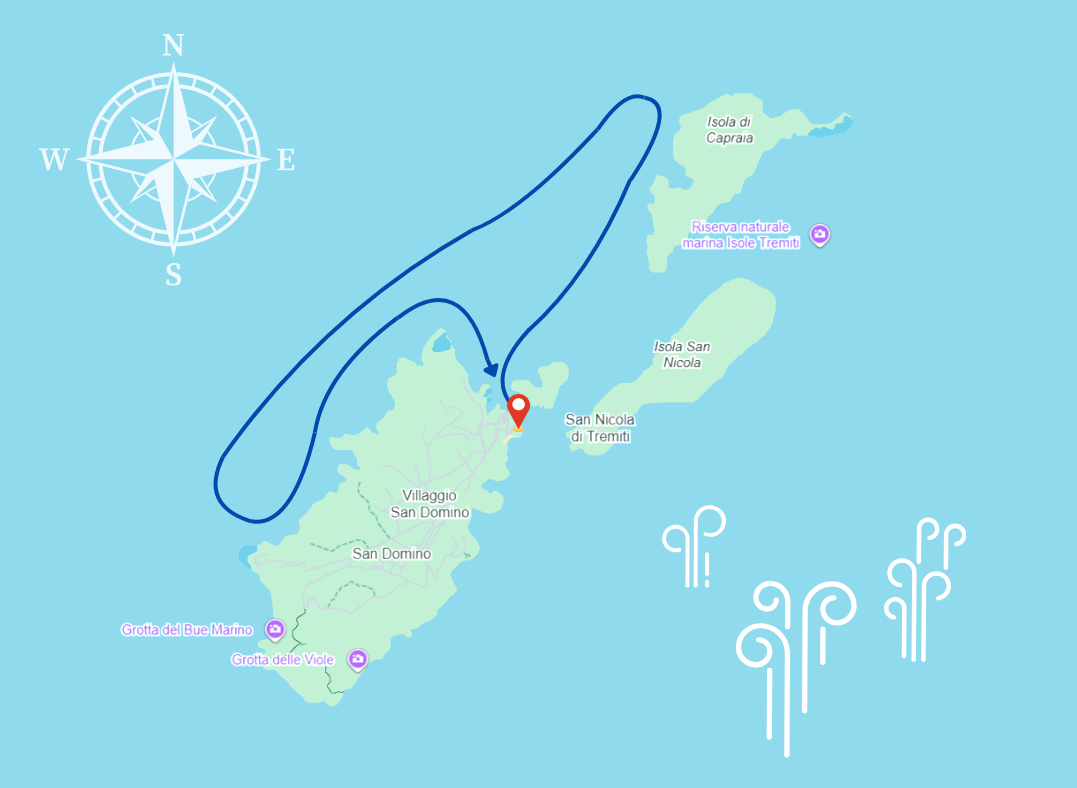 N
W
E
S
Isola di
Capraia
Riserva naturale
marina Isole Tremiti
Isola San
Nicola
San Nicola
di Tremiti
Villaggio
San Domino
San Domino
Grotta del Bue Marino
Grotta delle Viole